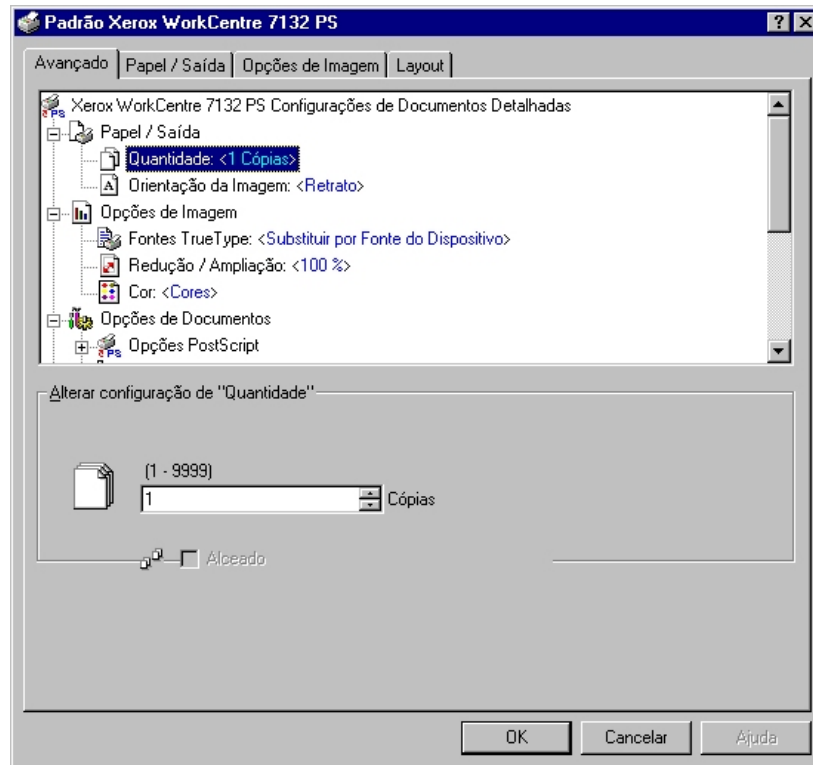 Padrão Xerox WorkCentre 7132 PS
Avançado Papel / Saída Opções de Imagem Layout
Xerox WorkCentre 7132 PS Configurações de Documentos Detalhadas
Papel / Saída
Quantidade: <1 Cópias>
Orientação da Imagem: <Retrato>
Opções de Imagem
Fontes TrueType: <Substituir por Fonte do Dispositivo>
Redução / Ampliação: <100 %>
Cor: <Cores>
Opções de Documentos
Opções PostScript
Alterar configuração de "Quantidade"
(1 - 9999)
1 Cópias
Alceado
OK Cancelar Ajuda